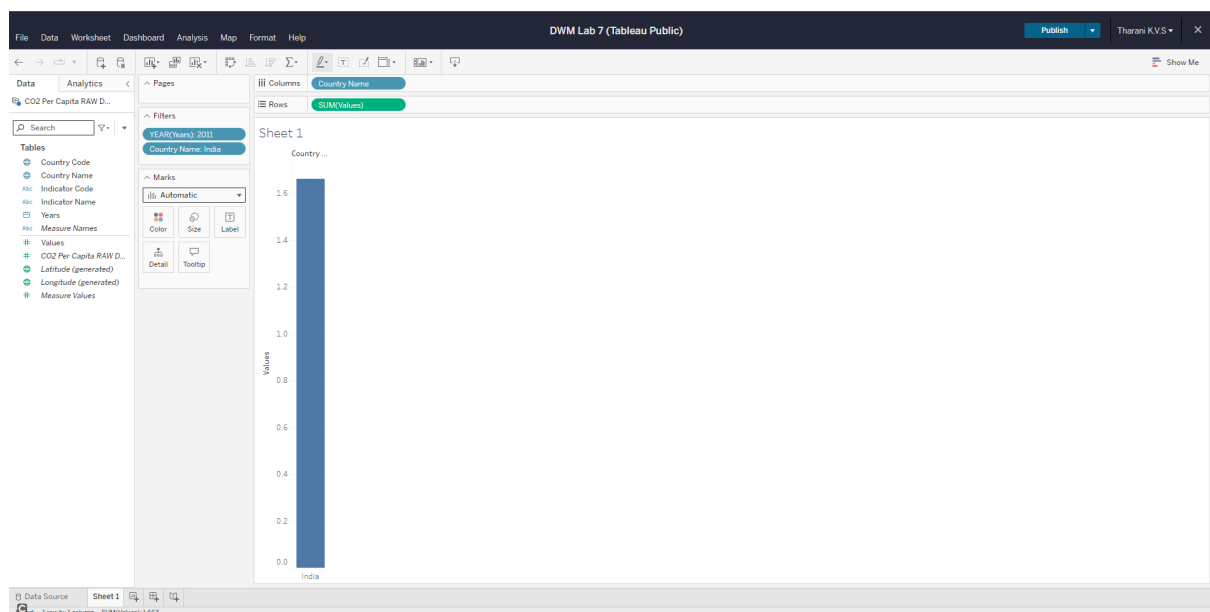 DWM Lab 7 (Tableau Public)
File Data Worksheet Dashboard Analysis Map Format Help
Publish
Tharani K.V.S
Show Me
Data Analytics
CO2 Per Capita RAW D...
Search
Tables
Country Code
Country Name
Abc Indicator Code
Abc Indicator Name
Years
Abc Measure Names
# Values
# CO2 Per Capita RAW D...
Latitude (generated)
Longitude (generated)
# Measure Values
Pages
Filters
YEAR(Years): 2011
Country Name: India
Marks
Automatic
Color Size Label
Detail Tooltip
Columns Country Name
Rows SUM(Values)
Sheet 1
Country ...
1.6
1.4
1.2
1.0
Values
0.8
0.6
0.4
0.2
0.0
India
Data Source Sheet 1